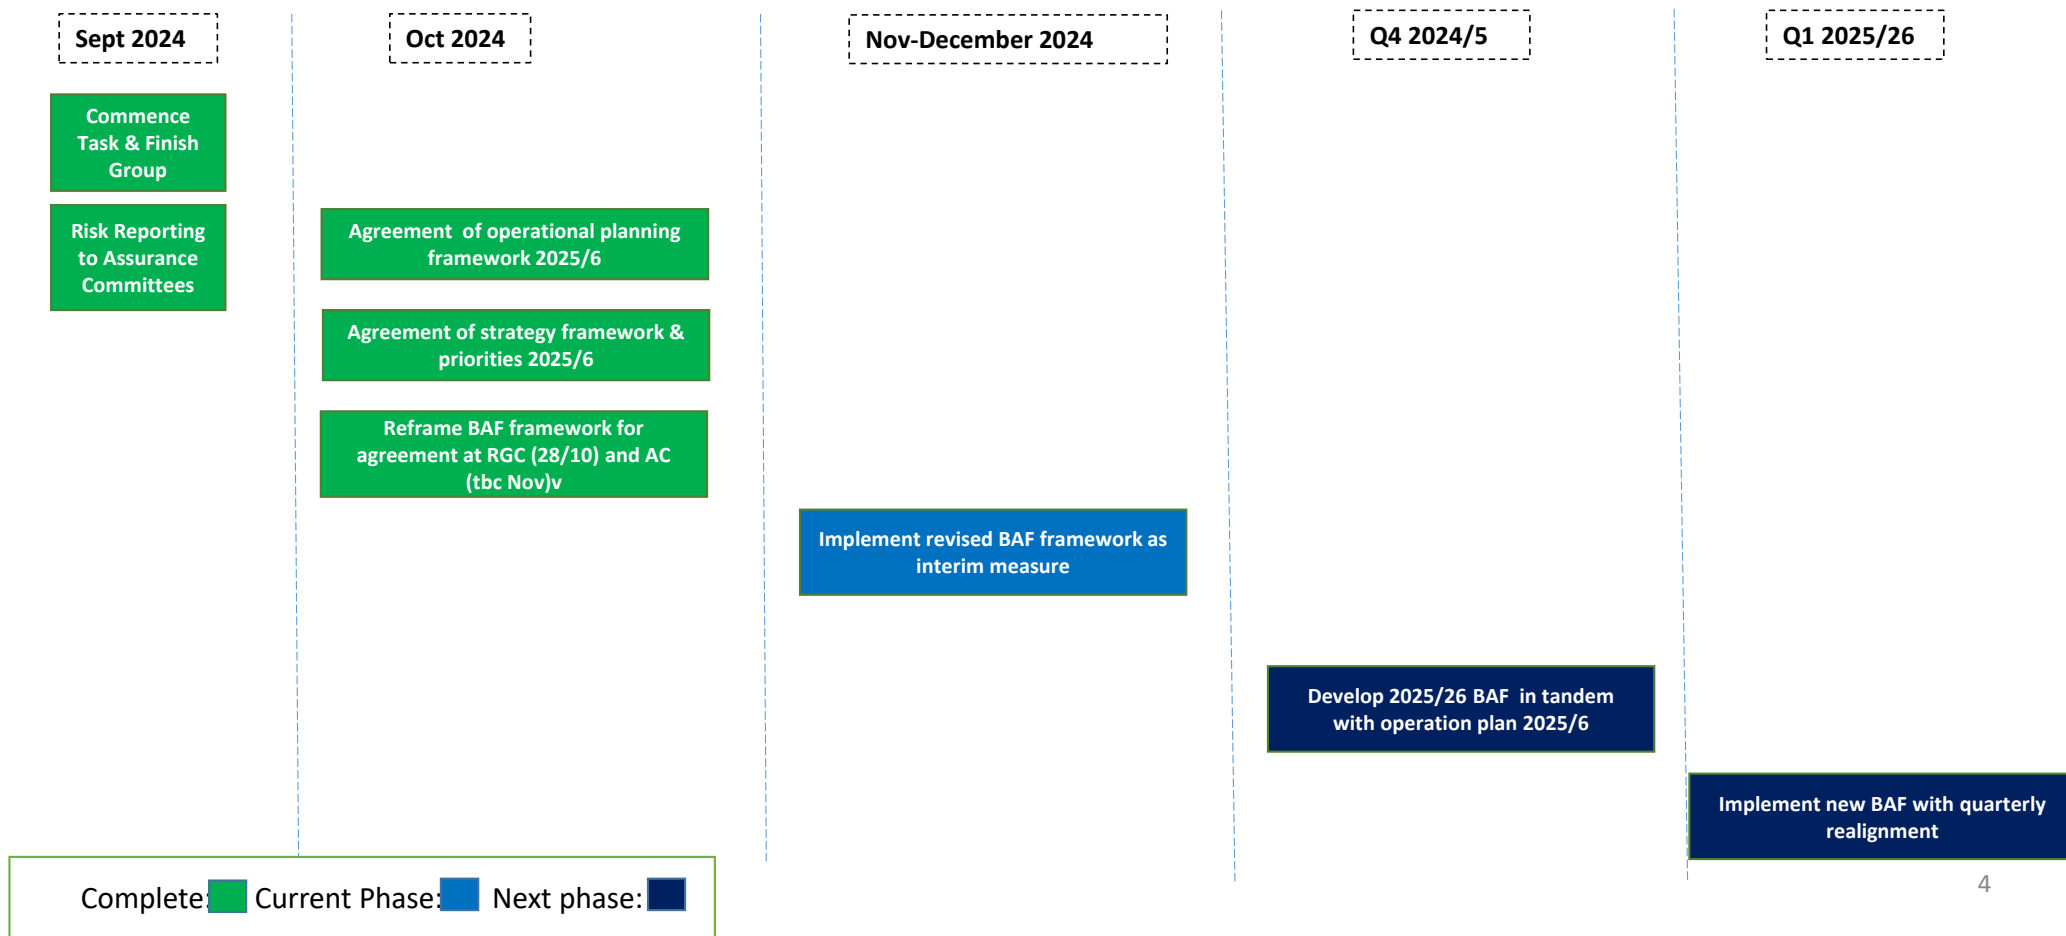 Sept 2024
Oct 2024
Nov-December 2024
Q4 2024/5
Q1 2025/26
Commence
Task & Finish
Group
Risk Reporting
to Assurance
Committees
Agreement  of operational planning
framework 2025/6
Agreement of strategy framework &
priorities 2025/6
Reframe BAF framework for
agreement at RGC (28/10) and AC
(tbc Nov)v
Implement revised BAF framework as
interim measure
Develop 2025/26 BAF  in tandem
with operation plan 2025/6
Implement new BAF with quarterly
realignment
Complete: Current Phase: Next phase:
4